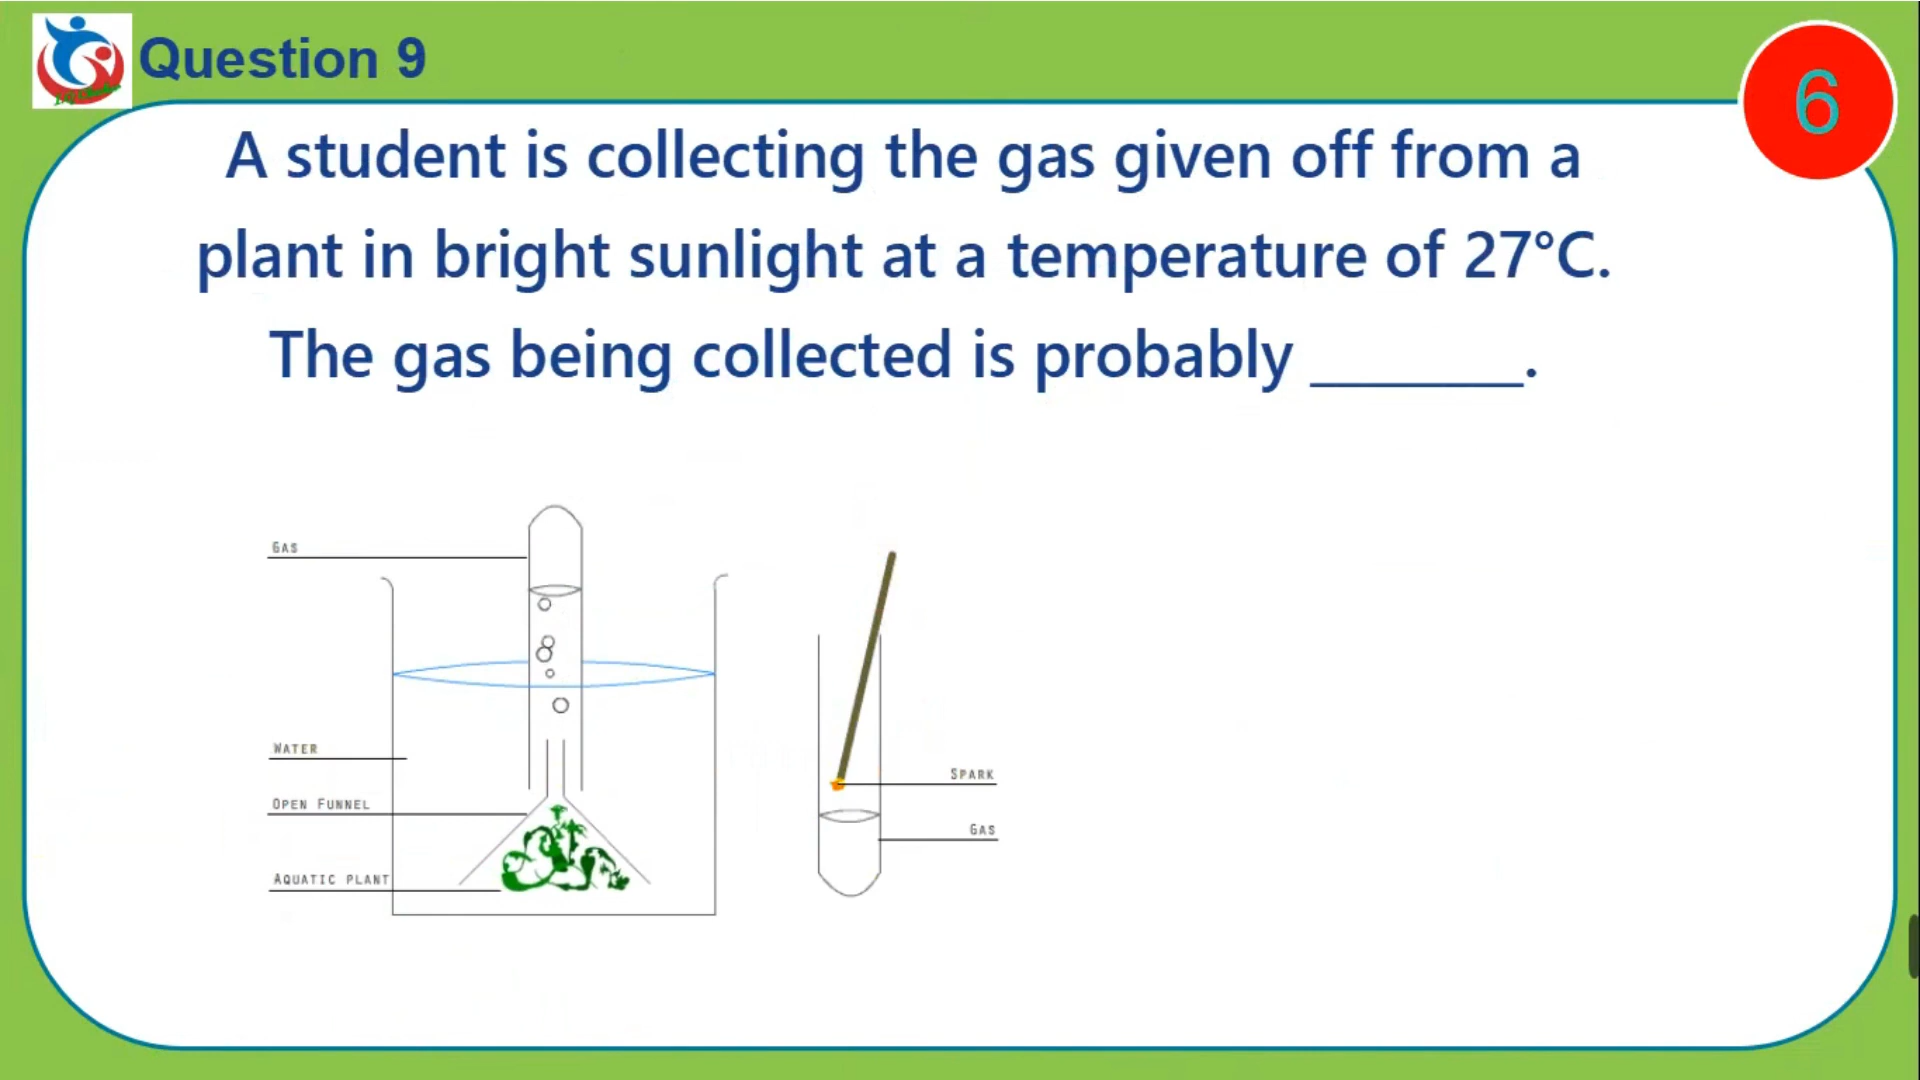 Question 9
6
A student is collecting the gas given off from a
plant in bright sunlight at a temperature of 27°C.
The gas being collected is probably _______.
GAS
WATER
OPEN FUNNEL
AQUATIC PLANT
SPARK
GAS